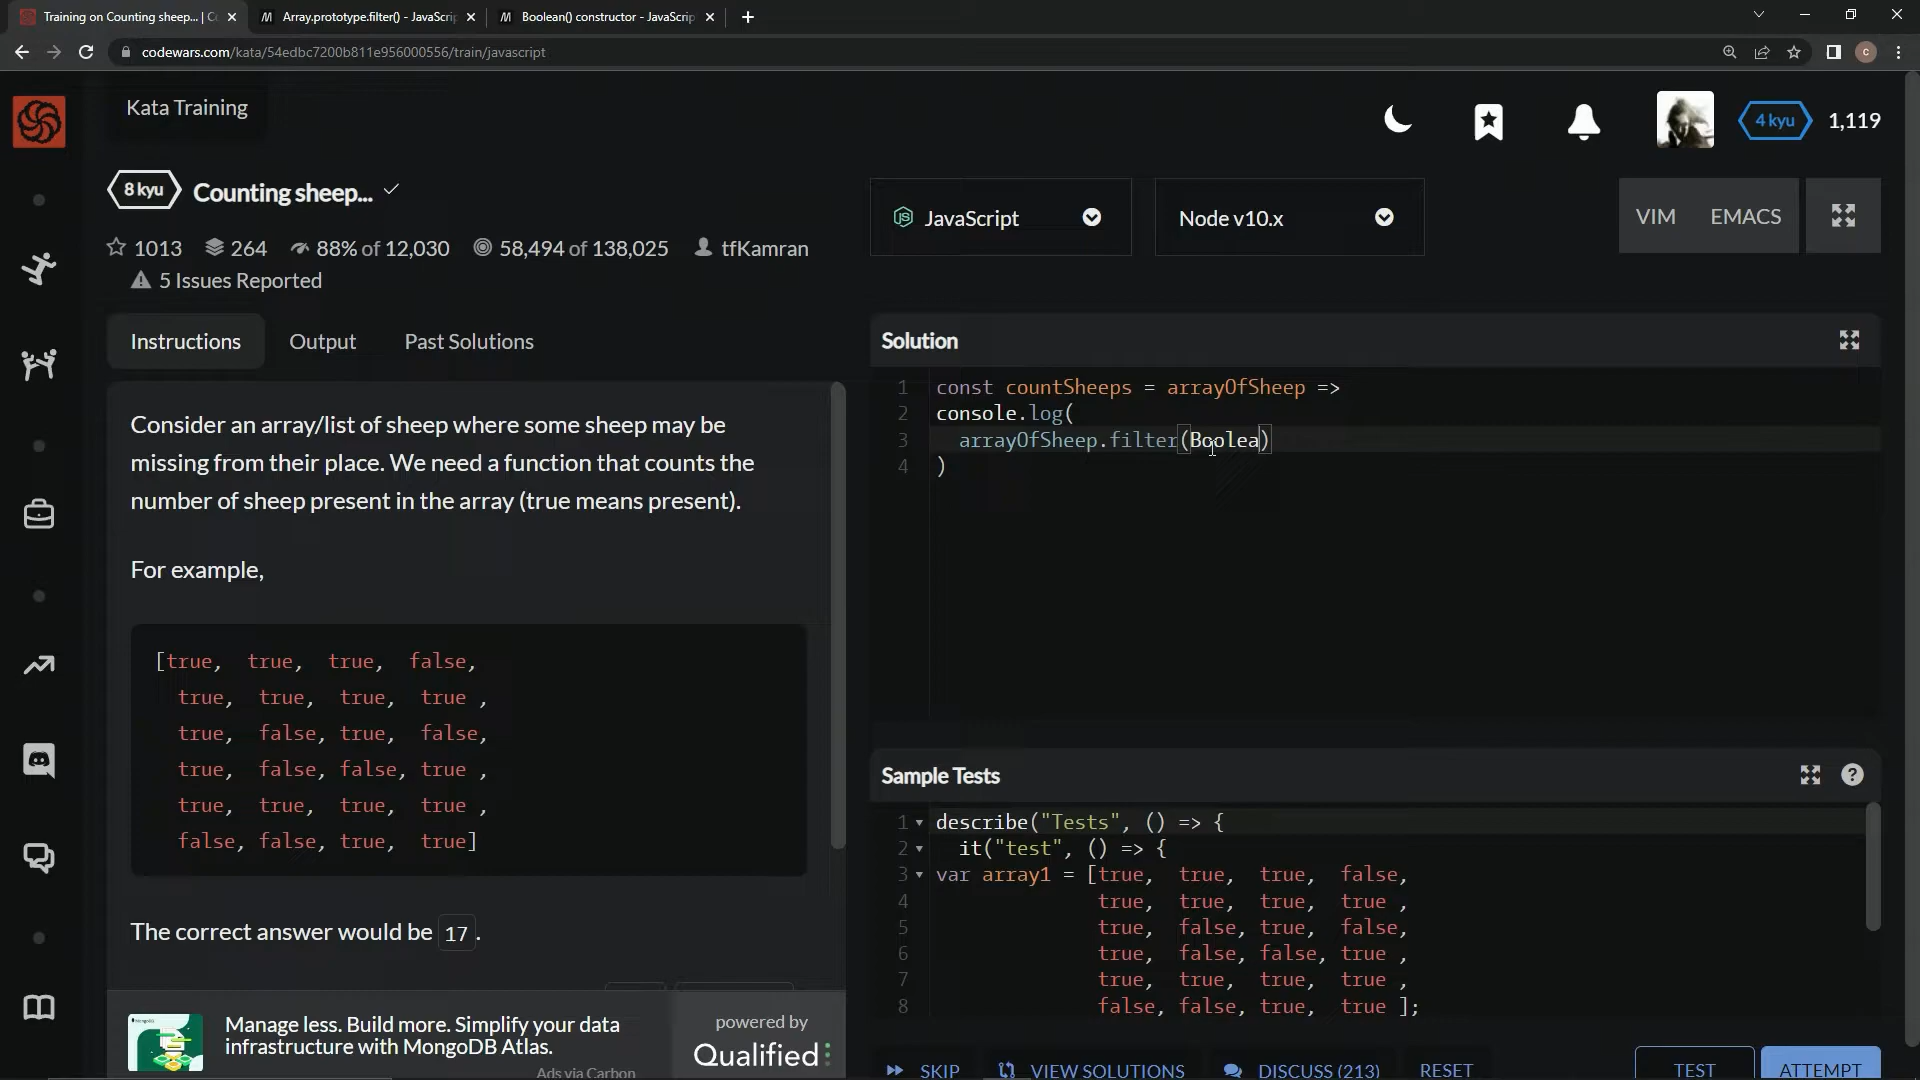 Training on Counting sheep... | C
Array.prototype.filter() - JavaScrip
Boolean() constructor - JavaScrip
codewars.com/kata/54edbc7200b811e956000556/train/javascript
C
Kata Training
4 kyu
1,119
8 kyu
Counting sheep...
1013
264
88% of 12,030
58,494 of 138,025
tfKamran
5 Issues Reported
JavaScript
Node v10.x
VIM
EMACS
Instructions
Output
Past Solutions
Consider an array/list of sheep where some sheep may be
missing from their place. We need a function that counts the
number of sheep present in the array (true means present).
For example,
[true, true, true, false,
true, true, true, true ,
true, false, true, false,
true, false, false, true ,
true, true, true, true ,
false, false, true, true]
The correct answer would be 17.
Manage less. Build more. Simplify your data
infrastructure with MongoDB Atlas.
Ads via Carbon
powered by
Qualified
Solution
1 const countSheeps = arrayOfSheep =>
2 console.log(
3 arrayOfSheep.filter(Boolea)
4 )
Sample Tests
1 describe("Tests", () => {
2 it("test", () => {
3 var array1 = [true, true, true, false,
4 true, true, true, true ,
5 true, false, true, false,
6 true, false, false, true ,
7 true, true, true, true ,
8 false, false, true, true ];
SKIP
VIEW SOLUTIONS
DISCUSS (213)
RESET
TEST
ATTEMPT